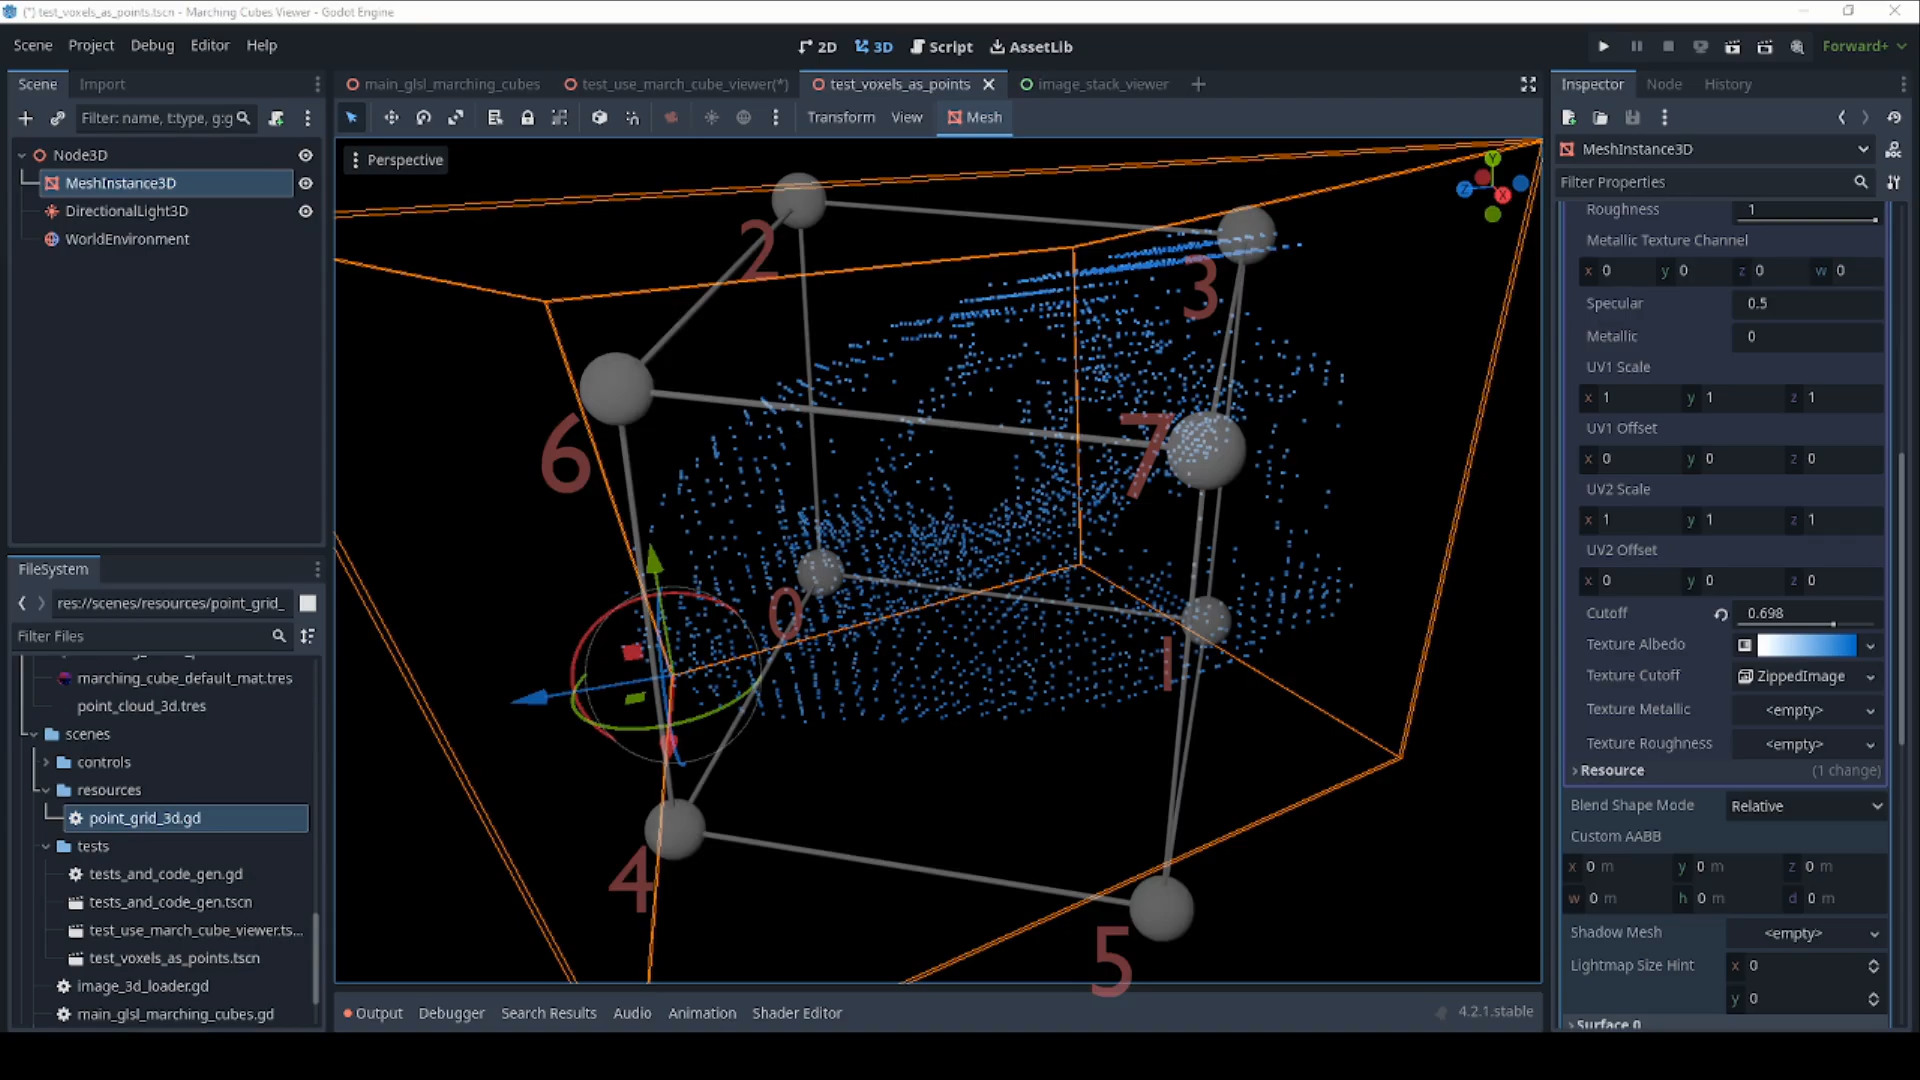 (*) test_voxels_as_points.tscn - Marching Cubes Viewer - Godot Engine
Scene Project Debug Editor Help
2D 3D Script AssetLib
Forward+
Scene Import
main_glsl_marching_cubes test_use_march_cube_viewer(*) test_voxels_as_points image_stack_viewer
Inspector Node History
Filter: name, t:type, g:g
Transform View Mesh
Node3D
MeshInstance3D
DirectionalLight3D
WorldEnvironment
FileSystem
res://scenes/resources/point_grid_
Filter Files
marching_cube_default_mat.tres
point_cloud_3d.tres
scenes
controls
resources
point_grid_3d.gd
tests
tests_and_code_gen.gd
tests_and_code_gen.tscn
test_use_march_cube_viewer.ts...
test_voxels_as_points.tscn
image_3d_loader.gd
main_glsl_marching_cubes.gd
Perspective
Y
Z
X
2
3
6
7
0
1
4
5
Output Debugger Search Results Audio Animation Shader Editor
4.2.1.stable
MeshInstance3D
Filter Properties
Roughness 1
Metallic Texture Channel
x 0 y 0 z 0 w 0
Specular 0.5
Metallic 0
UV1 Scale
x 1 y 1 z 1
UV1 Offset
x 0 y 0 z 0
UV2 Scale
x 1 y 1 z 1
UV2 Offset
x 0 y 0 z 0
Cutoff 0.698
Texture Albedo
Texture Cutoff ZippedImage
Texture Metallic <empty>
Texture Roughness <empty>
Resource (1 change)
Blend Shape Mode Relative
Custom AABB
x 0 m y 0 m z 0 m
w 0 m h 0 m d 0 m
Shadow Mesh <empty>
Lightmap Size Hint x 0
y 0
Surface 0